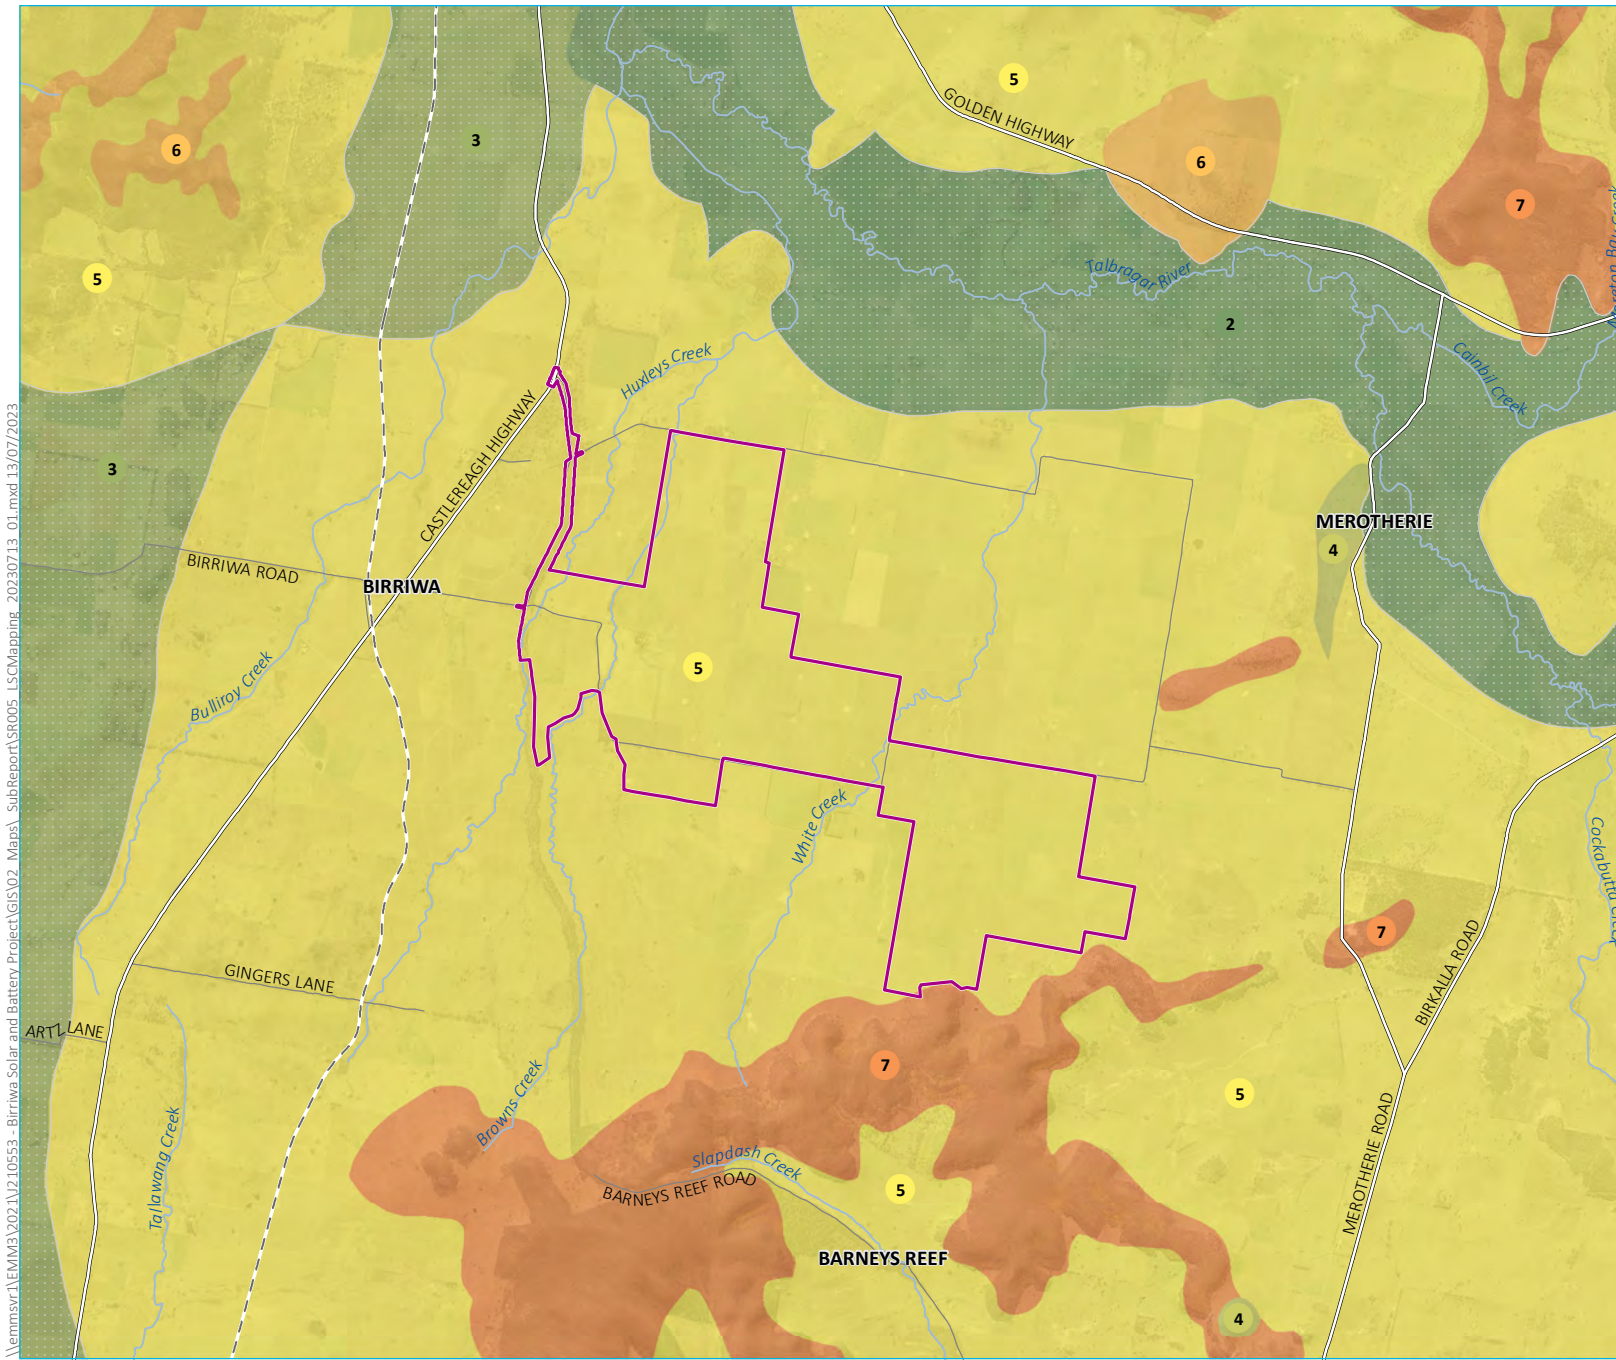 5
GOLDEN HIGHWAY
3
6
6
7
5
Talbragar River
2
Huxleys Creek
Cainbil Creek
CASTLEREAGH HIGHWAY
3
MEROTHERIE
4
BIRRIWA ROAD
BIRRIWA
5
Bulliroy Creek
White Creek
Cockabutta Creek
7
BIRKALLA ROAD
GINGERS LANE
ARTZ LANE
7
5
Browns Creek
Tallawang Creek
Slapdash Creek
BARNEYS REEF ROAD
5
MEROTHERIE ROAD
BARNEYS REEF
4
\\emmsvr1\EMM3\2021\J210553 - Birriwa Solar and Battery Project\GIS\02_Maps\_SubReport\SR005_LSCMapping_20230713_01.mxd 13/07/2023